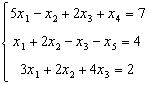 5x₁ − x₂ + 2x₃ + x₄ = 7
x₁ + 2x₂ − x₃ − x₅ = 4
3x₁ + 2x₂ + 4x₃ = 2